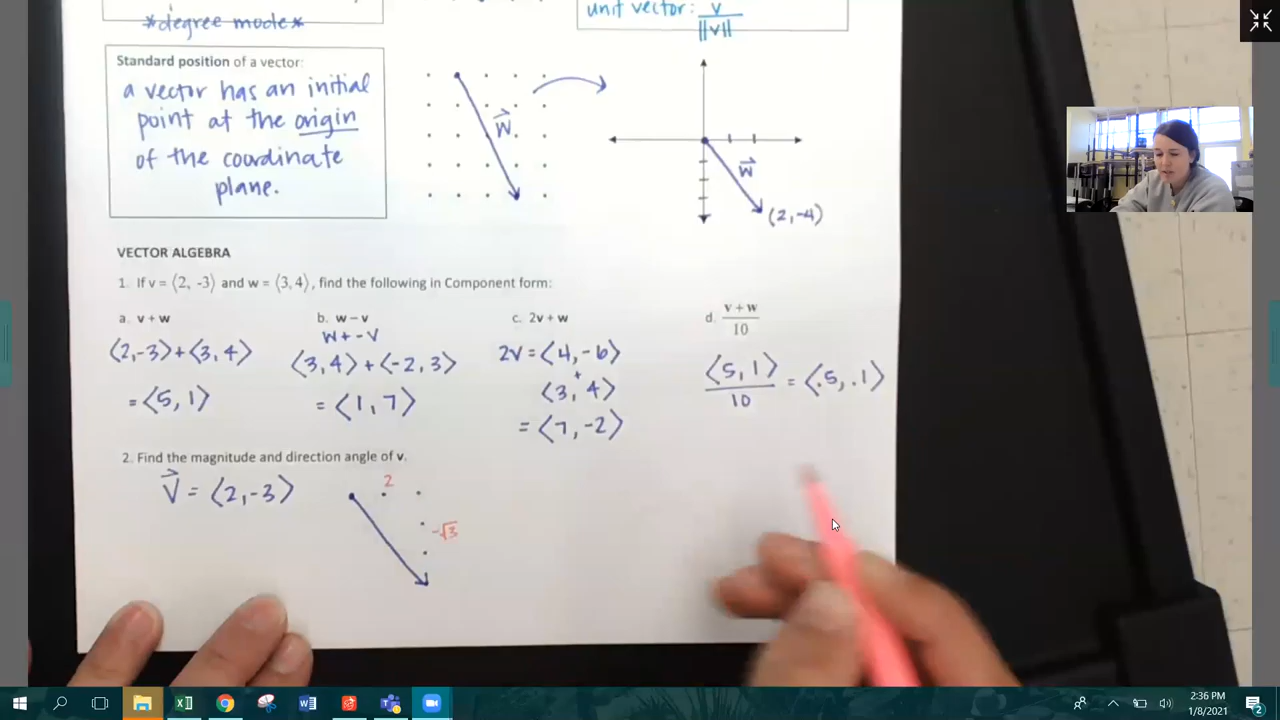 *degree mode*
unit vector: v
||v||
Standard position of a vector:
a vector has an initial
point at the origin
of the coordinate
plane.
w
w
(2,-4)
VECTOR ALGEBRA
1. If v = ⟨2, -3⟩ and w = ⟨3, 4⟩, find the following in Component form:
a. v + w
⟨2,-3⟩+⟨3,4⟩
=⟨5,1⟩
b. w – v
w+-v
⟨3,4⟩+⟨-2,3⟩
=⟨1,7⟩
c. 2v + w
2v=⟨4,-6⟩
+
⟨3,4⟩
=⟨7,-2⟩
d. v + w
10
⟨5,1⟩ = ⟨.5,.1⟩
10
2. Find the magnitude and direction angle of v.
v = ⟨2,-3⟩
2
-√3
2:36 PM
1/8/2021
2